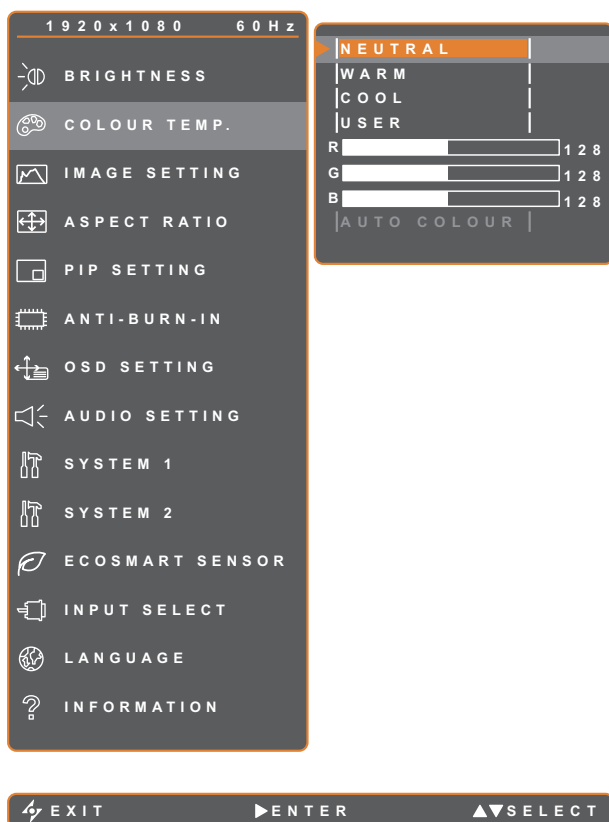 1920x1080 60Hz
BRIGHTNESS
COLOUR TEMP.
IMAGE SETTING
ASPECT RATIO
PIP SETTING
ANTI-BURN-IN
OSD SETTING
AUDIO SETTING
SYSTEM 1
SYSTEM 2
ECOSMART SENSOR
INPUT SELECT
LANGUAGE
INFORMATION
NEUTRAL
WARM
COOL
USER
R 128
G 128
B 128
AUTO COLOUR
EXIT ENTER SELECT